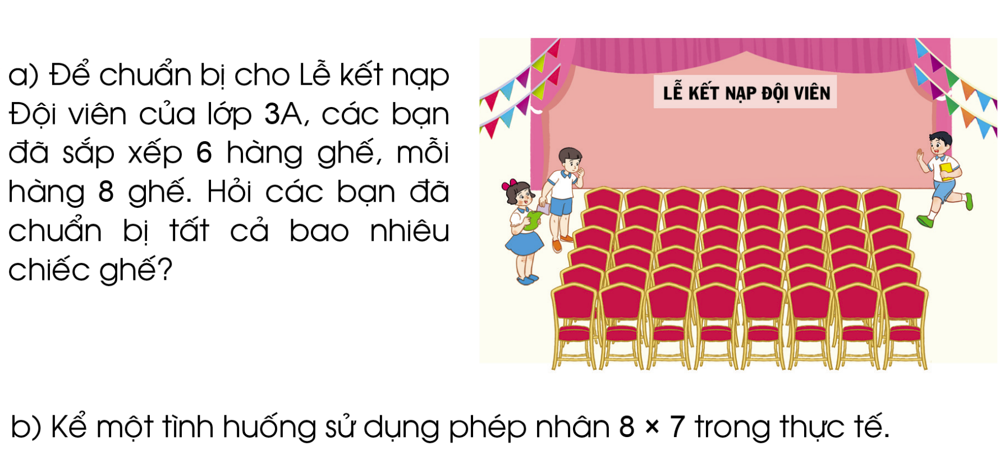 a) Để chuẩn bị cho Lễ kết nạp
Đội viên của lớp 3A, các bạn
đã sắp xếp 6 hàng ghế, mỗi
hàng 8 ghế. Hỏi các bạn đã
chuẩn bị tất cả bao nhiêu
chiếc ghế?
LỄ KẾT NẠP ĐỘI VIÊN
b) Kể một tình huống sử dụng phép nhân 8 × 7 trong thực tế.